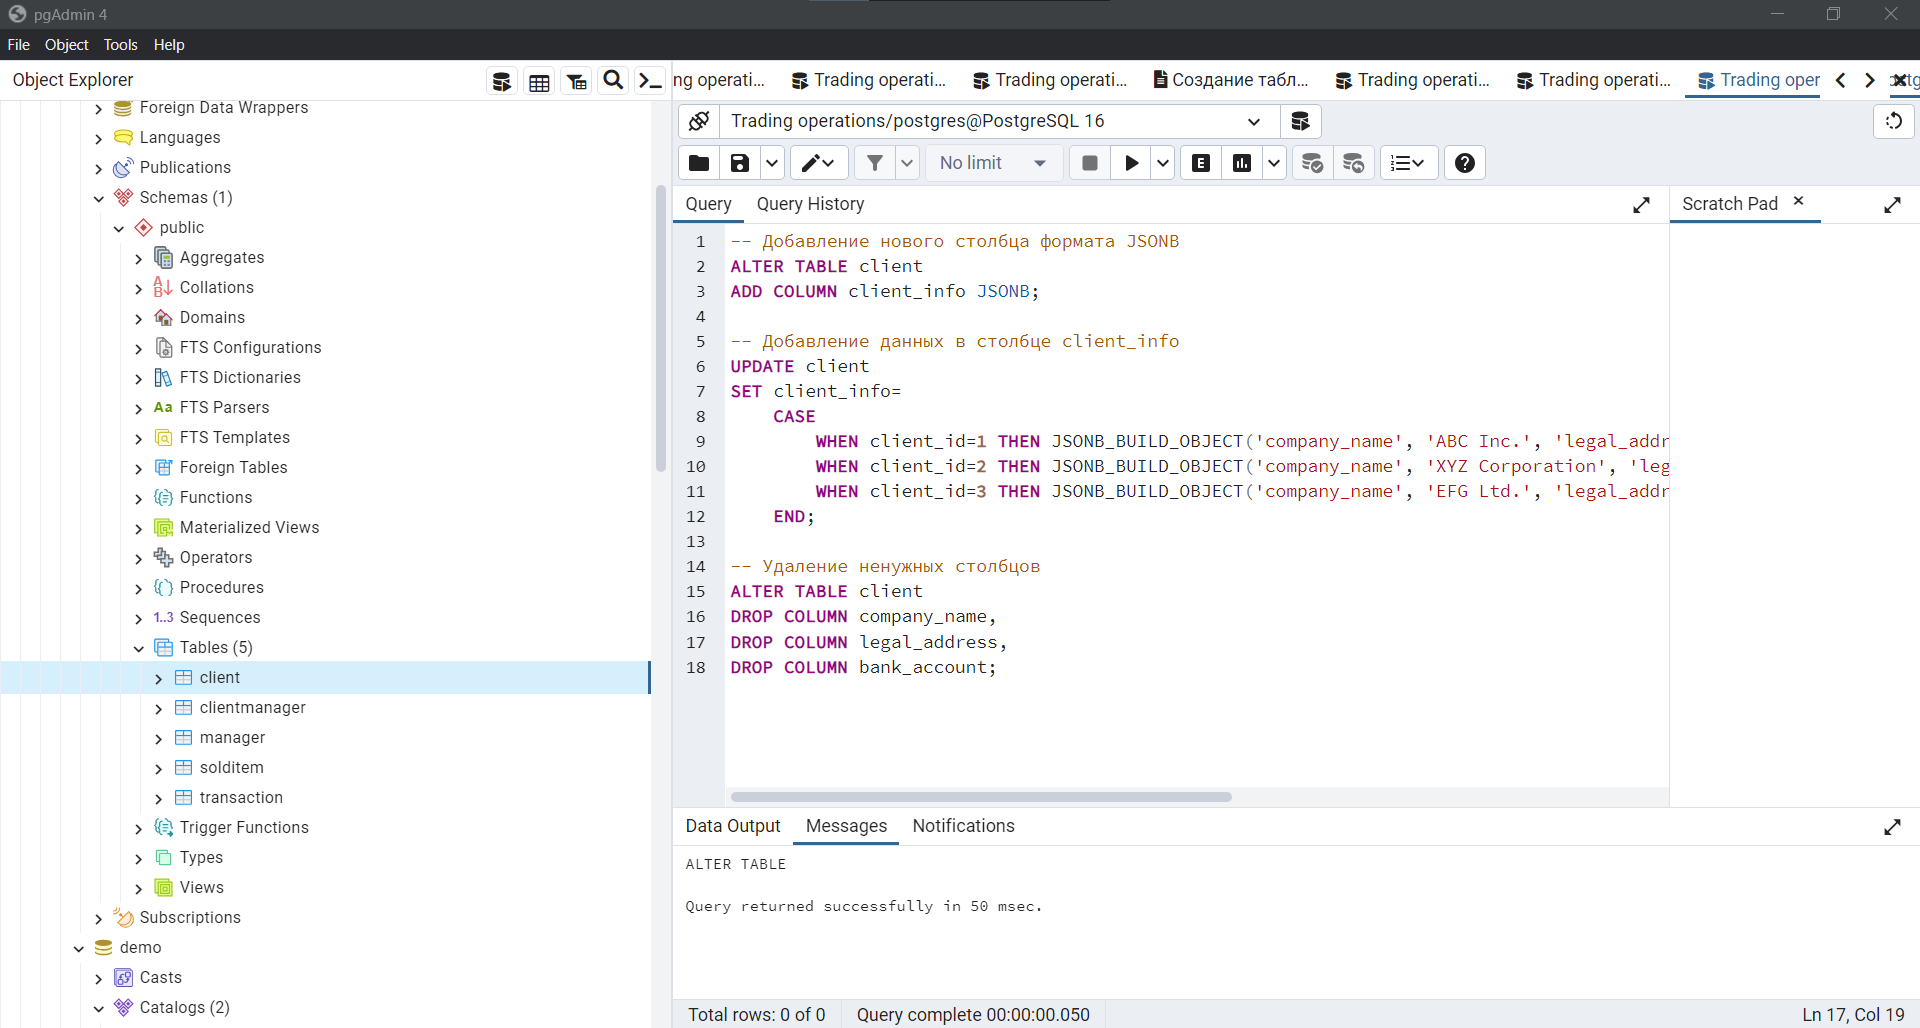 pgAdmin 4
File Object Tools Help
Object Explorer
ng operati...
Trading operati...
Trading operati...
Создание табл...
Trading operati...
Trading operati...
Trading oper
Foreign Data Wrappers
Languages
Publications
Schemas (1)
public
Aggregates
Collations
Domains
FTS Configurations
FTS Dictionaries
Aa FTS Parsers
FTS Templates
Foreign Tables
Functions
Materialized Views
Operators
Procedures
1..3 Sequences
Tables (5)
client
clientmanager
manager
solditem
transaction
Trigger Functions
Types
Views
Subscriptions
demo
Casts
Catalogs (2)
Trading operations/postgres@PostgreSQL 16
No limit
E
Query Query History
Scratch Pad
1 -- Добавление нового столбца формата JSONB
2 ALTER TABLE client
3 ADD COLUMN client_info JSONB;
4
5 -- Добавление данных в столбце client_info
6 UPDATE client
7 SET client_info=
8 CASE
9 WHEN client_id=1 THEN JSONB_BUILD_OBJECT('company_name', 'ABC Inc.', 'legal_addr
10 WHEN client_id=2 THEN JSONB_BUILD_OBJECT('company_name', 'XYZ Corporation', 'leg
11 WHEN client_id=3 THEN JSONB_BUILD_OBJECT('company_name', 'EFG Ltd.', 'legal_addr
12 END;
13
14 -- Удаление ненужных столбцов
15 ALTER TABLE client
16 DROP COLUMN company_name,
17 DROP COLUMN legal_address,
18 DROP COLUMN bank_account;
Data Output Messages Notifications
ALTER TABLE
Query returned successfully in 50 msec.
Total rows: 0 of 0
Query complete 00:00:00.050
Ln 17, Col 19